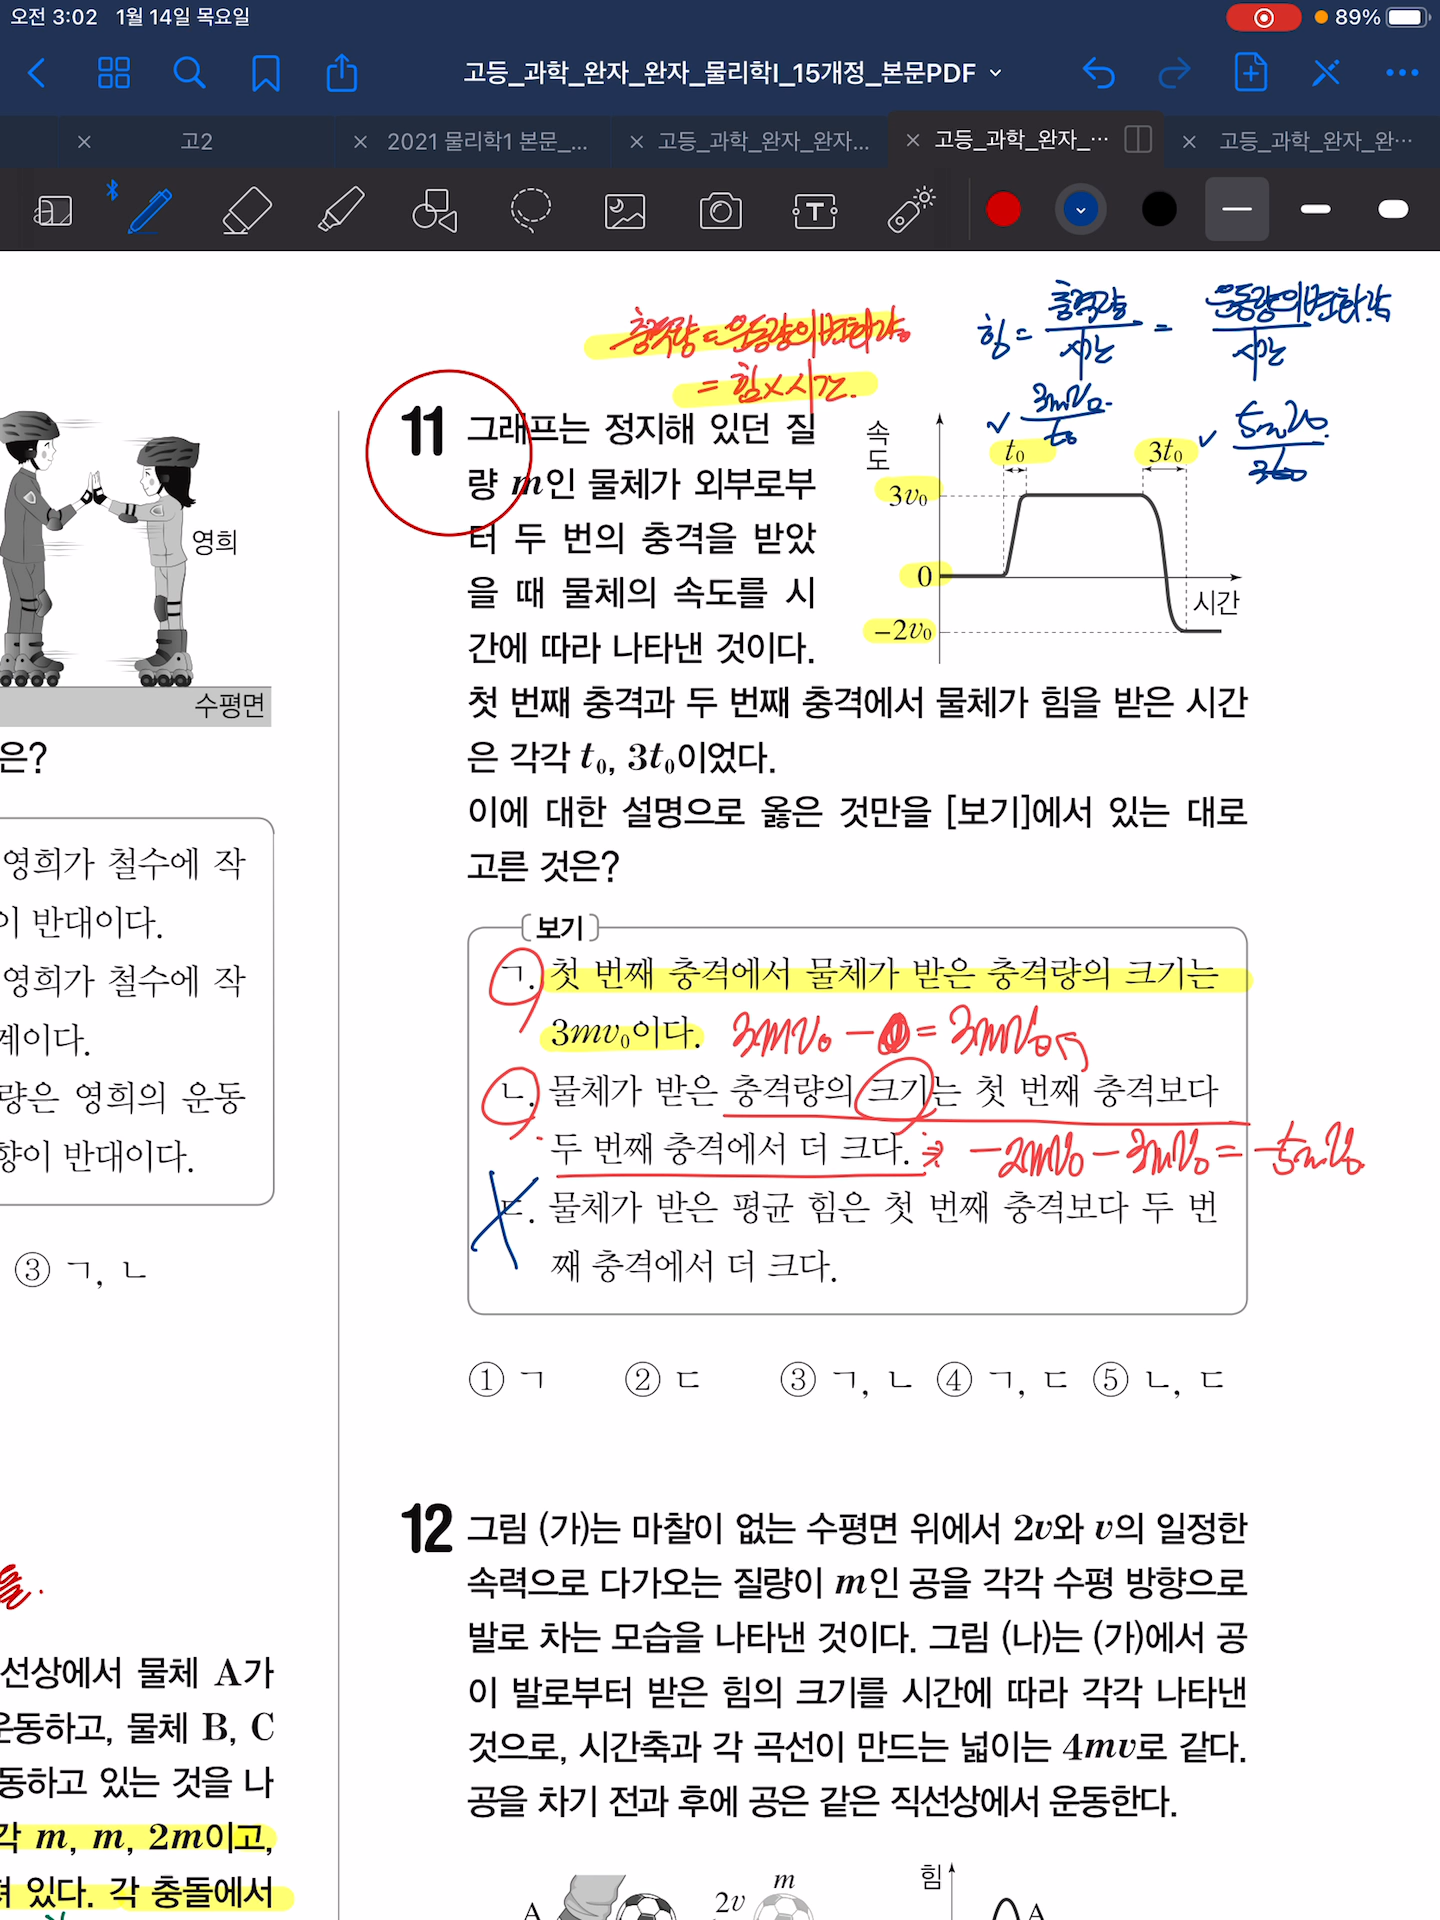 오전 3:02 1월 14일 목요일
89%
고등_과학_완자_완자_물리학I_15개정_본문PDF
고2
2021 물리학1 본문_...
고등_과학_완자_완자...
고등_과학_완자_...
고등_과학_완자_완...
영희
수평면
은?
영희가 철수에 작
이 반대이다.
영희가 철수에 작
계이다.
량은 영희의 운동
향이 반대이다.
③ ㄱ, ㄴ
을.
선상에서 물체 A가
운동하고, 물체 B, C
동하고 있는 것을 나
각 m, m, 2m이고,
져 있다. 각 충돌에서
충격량 = 운동량의 변화량
= 힘×시간.
힘 = 충격량/시간 = 운동량의 변화량/시간
3mv₀/t₀
5mv₀/3t₀
11 그래프는 정지해 있던 질
량 m인 물체가 외부로부
터 두 번의 충격을 받았
을 때 물체의 속도를 시
간에 따라 나타낸 것이다.
첫 번째 충격과 두 번째 충격에서 물체가 힘을 받은 시간
은 각각 t₀, 3t₀이었다.
이에 대한 설명으로 옳은 것만을 [보기]에서 있는 대로
고른 것은?
속도
t₀
3t₀
3v₀
0
시간
-2v₀
보기
ㄱ. 첫 번째 충격에서 물체가 받은 충격량의 크기는
3mv₀이다. 3mv₀ - 0 = 3mv₀
ㄴ. 물체가 받은 충격량의 크기는 첫 번째 충격보다
두 번째 충격에서 더 크다. -2mv₀ - 3mv₀ = -5mv₀
ㄷ. 물체가 받은 평균 힘은 첫 번째 충격보다 두 번
째 충격에서 더 크다.
① ㄱ ② ㄷ ③ ㄱ, ㄴ ④ ㄱ, ㄷ ⑤ ㄴ, ㄷ
12 그림 (가)는 마찰이 없는 수평면 위에서 2v와 v의 일정한
속력으로 다가오는 질량이 m인 공을 각각 수평 방향으로
발로 차는 모습을 나타낸 것이다. 그림 (나)는 (가)에서 공
이 발로부터 받은 힘의 크기를 시간에 따라 각각 나타낸
것으로, 시간축과 각 곡선이 만드는 넓이는 4mv로 같다.
공을 차기 전과 후에 공은 같은 직선상에서 운동한다.
A
2v
m
힘
A